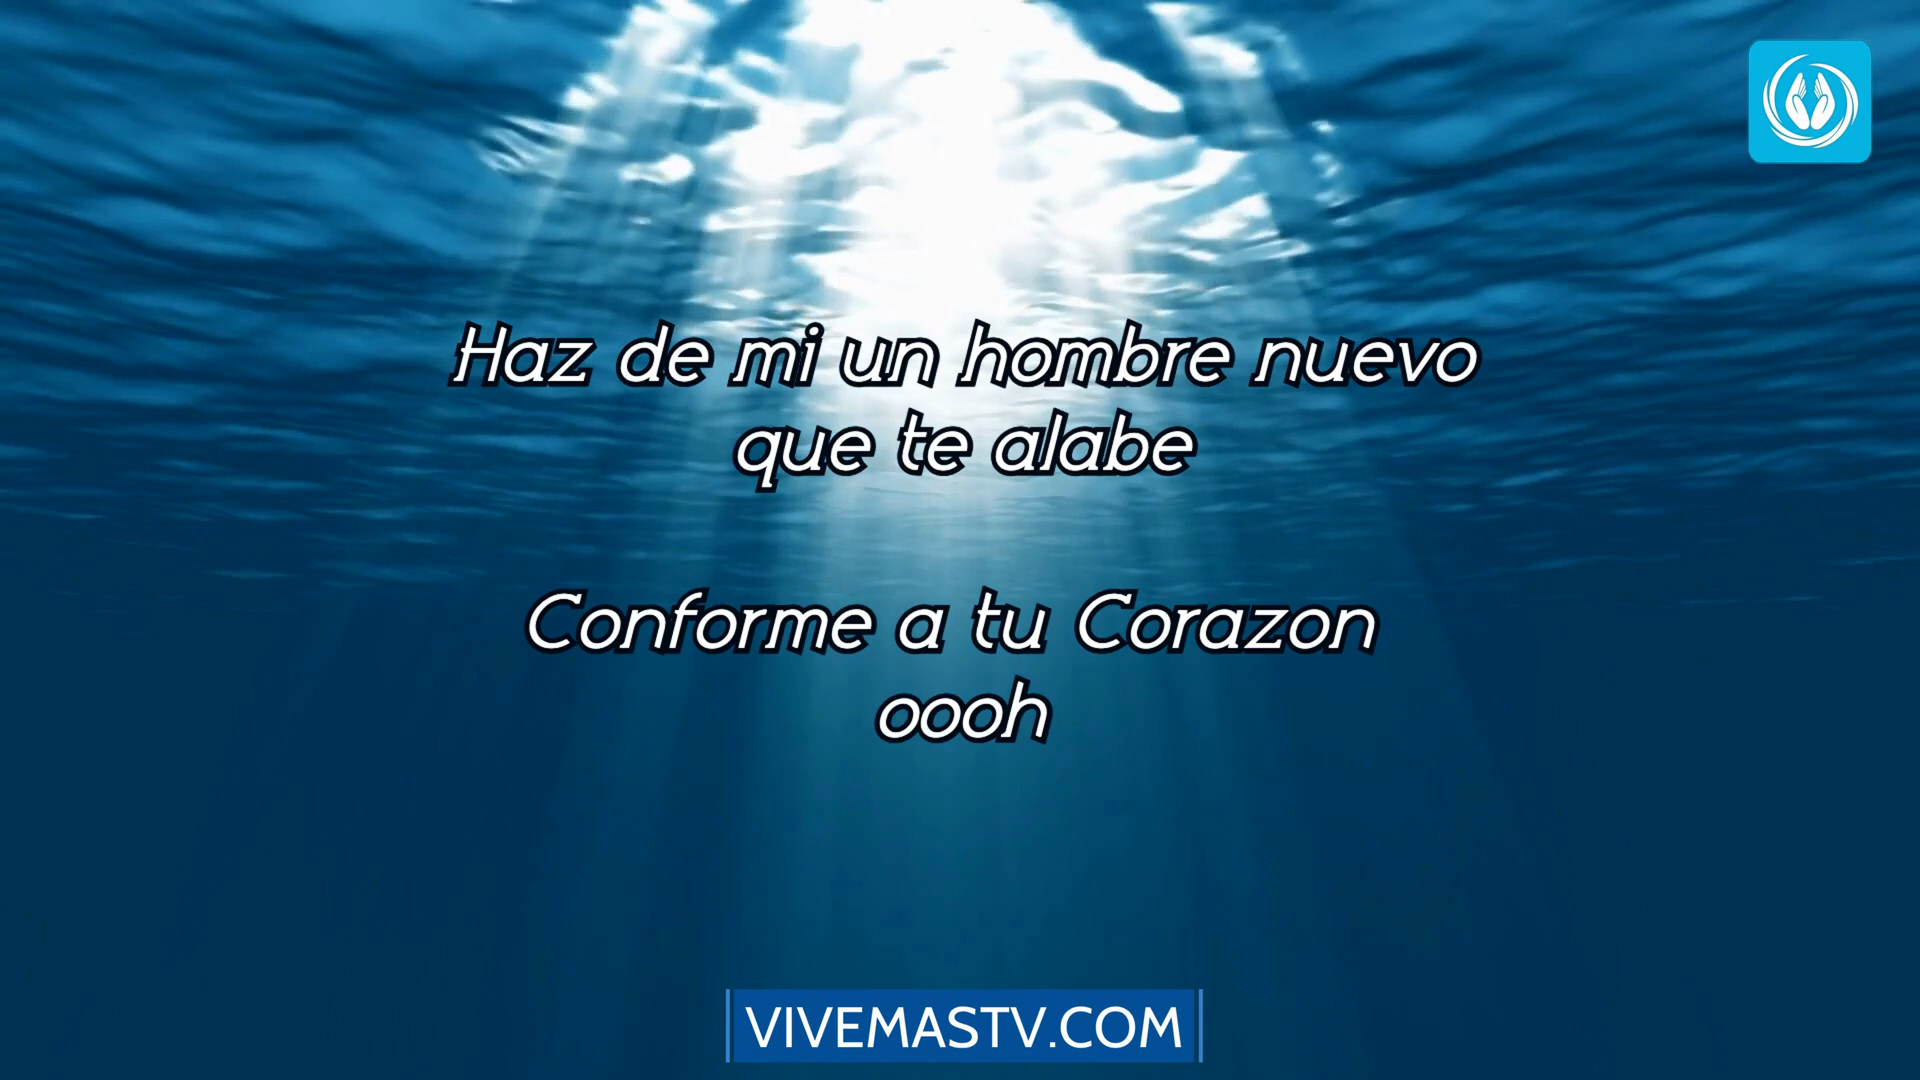 Haz de mi un hombre nuevo
que te alabe
Conforme a tu Corazon
oooh
VIVEMASTV.COM